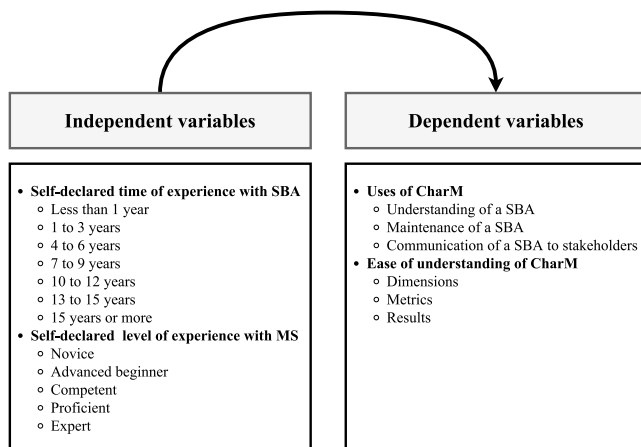 Independent variables
Dependent variables
• Self-declared time of experience with SBA
○ Less than 1 year
○ 1 to 3 years
○ 4 to 6 years
○ 7 to 9 years
○ 10 to 12 years
○ 13 to 15 years
○ 15 years or more
• Self-declared level of experience with MS
○ Novice
○ Advanced beginner
○ Competent
○ Proficient
○ Expert
• Uses of CharM
○ Understanding of a SBA
○ Maintenance of a SBA
○ Communication of a SBA to stakeholders
• Ease of understanding of CharM
○ Dimensions
○ Metrics
○ Results